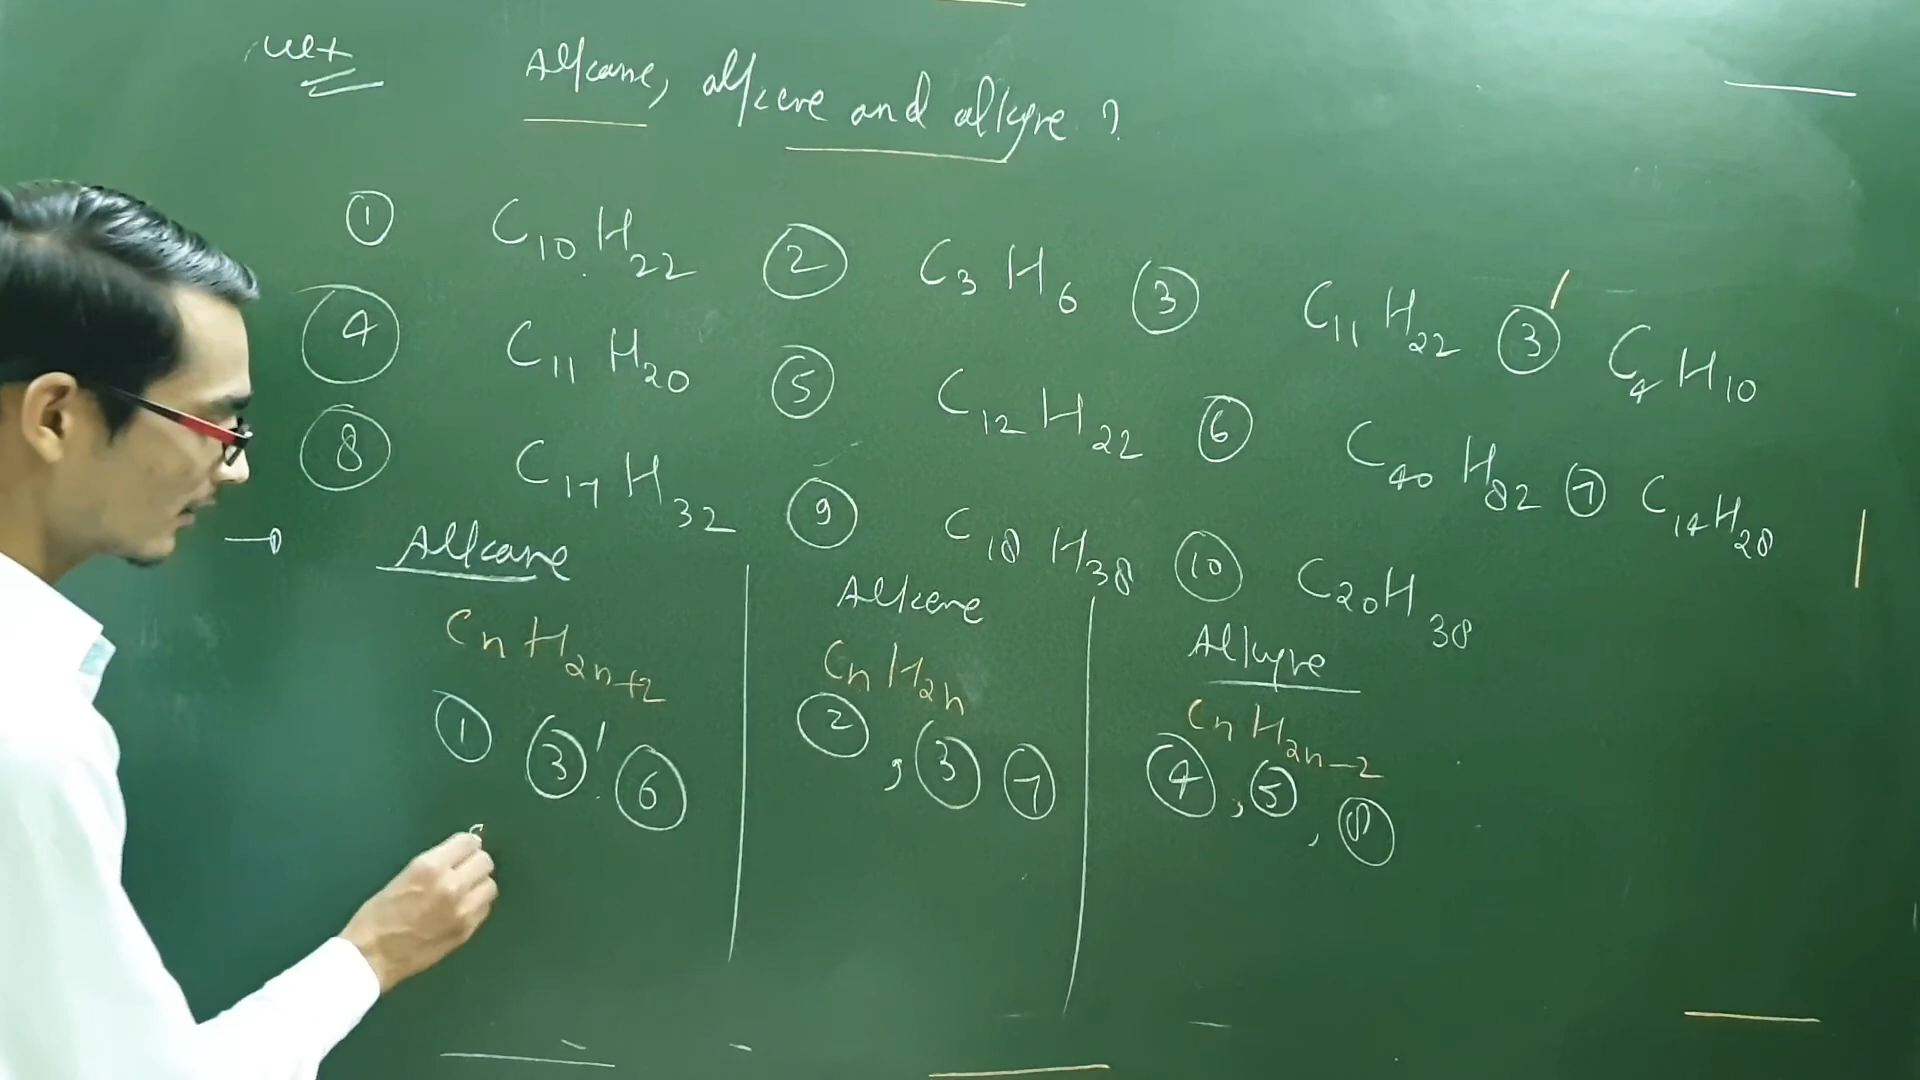 Alkane, alkene and alkyne ?
① C10H22 ② C3H6 ③ C11H22 ③' C4H10
④ C11H20 ⑤ C12H22 ⑥ C40H82 ⑦ C14H28
⑧ C17H32 ⑨ C18H38 ⑩ C20H38
→ Alkane Alkene Alkyne
CnH2n+2 CnH2n CnH2n-2
① ③' ⑥ ②, ③ ⑦ ④, ⑤, ⑧